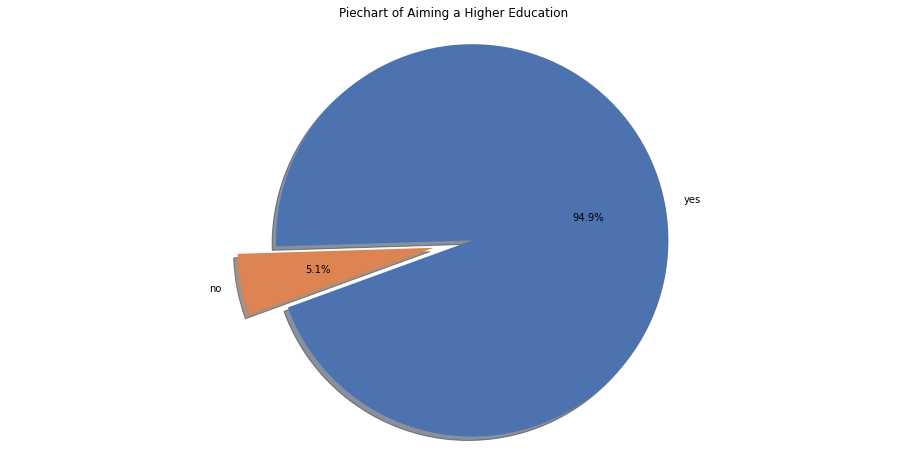 Piechart of Aiming a Higher Education
yes
94.9%
5.1%
no